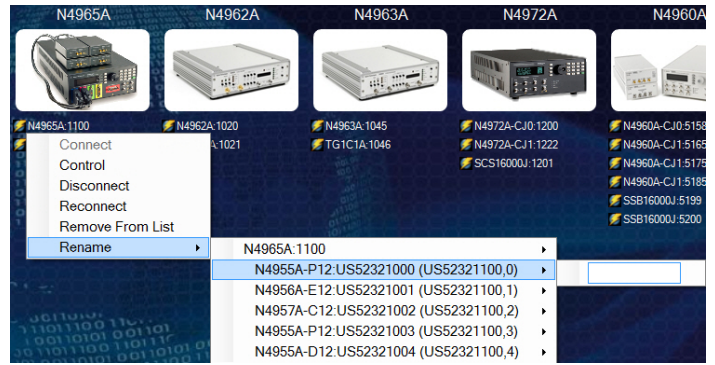 N4965A N4962A N4963A N4972A N4960A
N4965A:1100 N4962A:1020 N4963A:1045 N4972A-CJ0:1200 N4960A-CJ0:5158
A:1021 TG1C1A:1046 N4972A-CJ1:1222 N4960A-CJ1:5165
SCS16000J:1201 N4960A-CJ1:5175
N4960A-CJ1:5185
SSB16000J:5199
SSB16000J:5200
Connect
Control
Disconnect
Reconnect
Remove From List
Rename
N4965A:1100
N4955A-P12:US52321000 (US52321100,0)
N4956A-E12:US52321001 (US52321100,1)
N4957A-C12:US52321002 (US52321100,2)
N4955A-P12:US52321003 (US52321100,3)
N4955A-D12:US52321004 (US52321100,4)